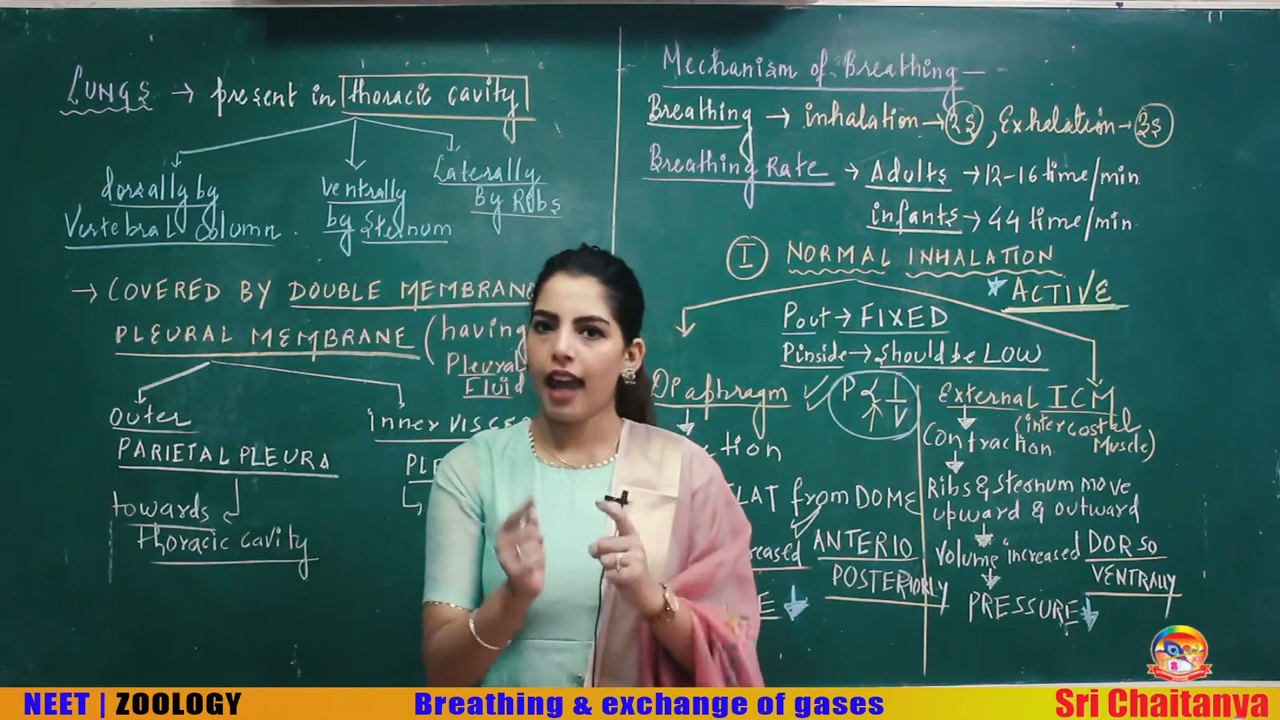 LUNGS → present in thoracic cavity
dorsally by
Vertebral Column.
ventrally
by Sternum
Laterally
By Ribs
→ COVERED BY DOUBLE MEMBRANE
PLEURAL MEMBRANE (having
Pleural
Fluid
Outer
PARIETAL PLEURA
towards
thoracic cavity
inner
Mechanism of Breathing —
Breathing → inhalation → 2s, Exhalation → 3s
Breathing Rate → Adults → 12-16 time/min
infants → 44 time/min
I NORMAL INHALATION
* ACTIVE
Pout → FIXED
Pinside → Should be LOW
Diaphragm
P ∝ 1/V ↑
ction
FLAT from DOME
reased ANTERIO
POSTERIORLY
E ↓
External ICM
(intercostal
Muscle)
Contraction
Ribs & Sternum move
upward & outward
Volume increased DORSO
VENTRALLY
PRESSURE ↓
NEET | ZOOLOGY
Breathing & exchange of gases
Sri Chaitanya